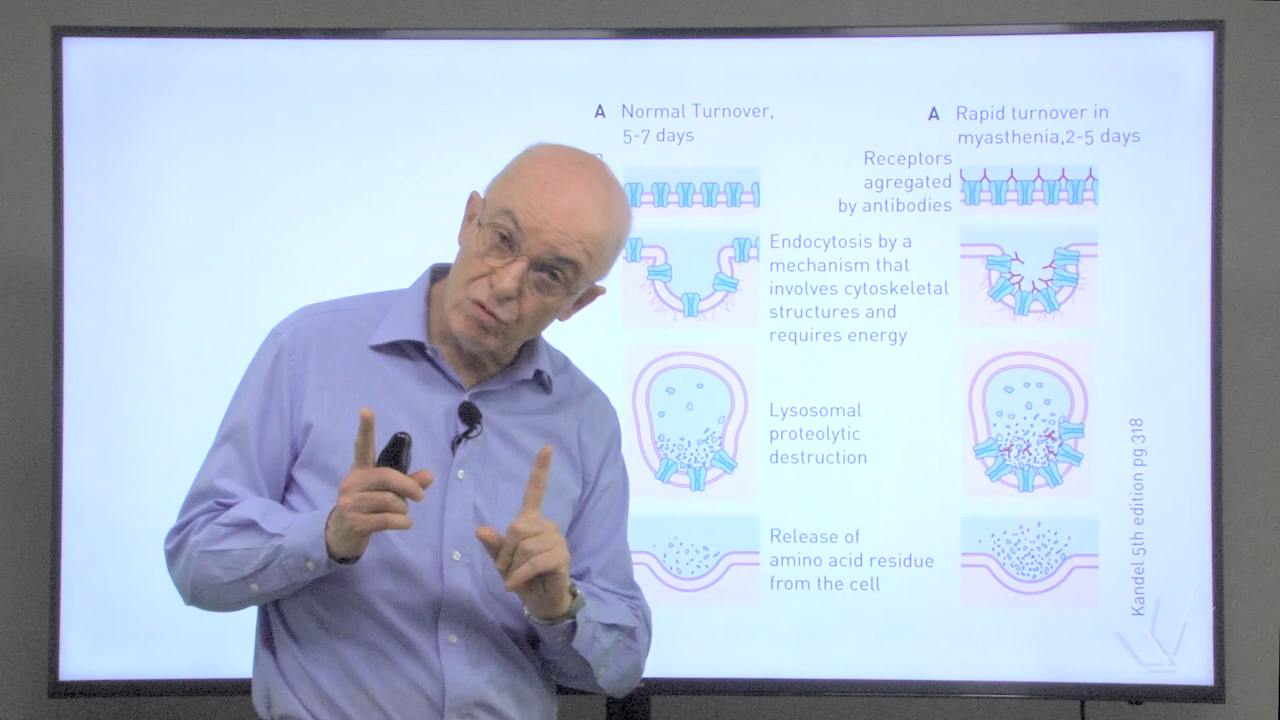 A Normal Turnover,
5-7 days
A Rapid turnover in
myasthenia,2-5 days
Receptors
agregated
by antibodies
Endocytosis by a
mechanism that
involves cytoskeletal
structures and
requires energy
Lysosomal
proteolytic
destruction
Release of
amino acid residue
from the cell
Kandel 5th edition pg 318